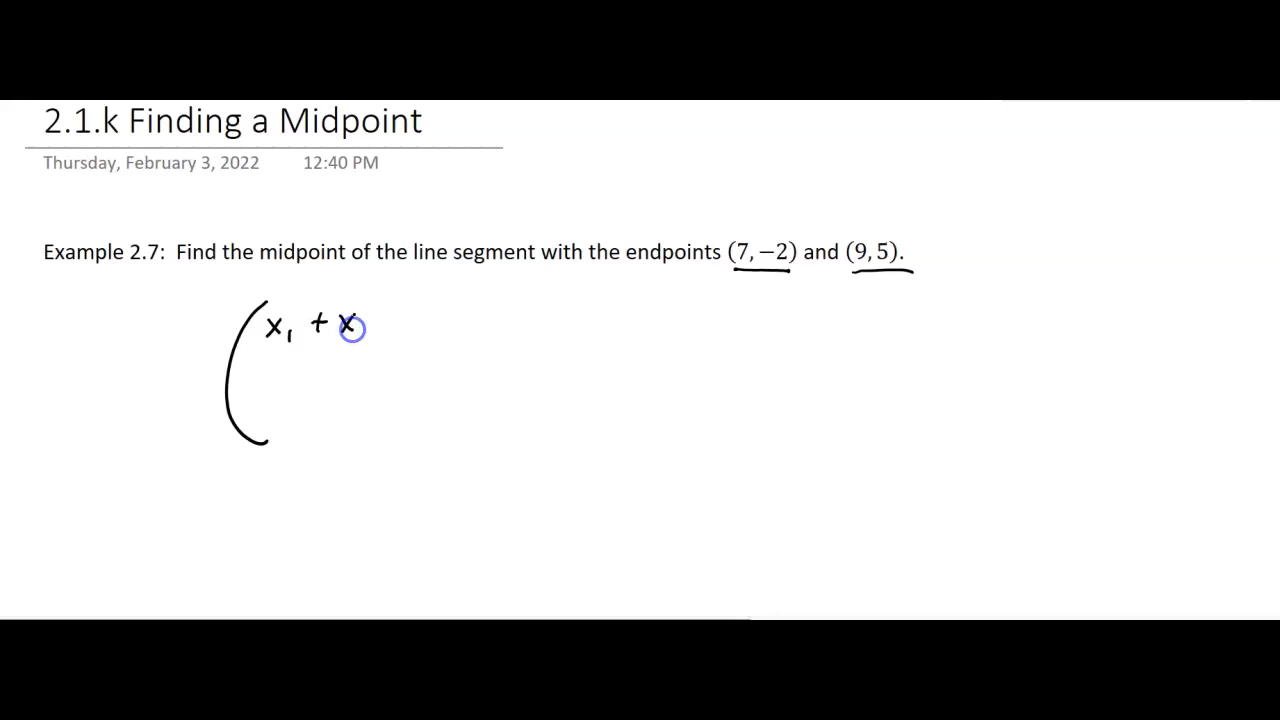 2.1.k Finding a Midpoint
Thursday, February 3, 2022 12:40 PM
Example 2.7: Find the midpoint of the line segment with the endpoints (7, −2) and (9, 5).
(x₁ + x